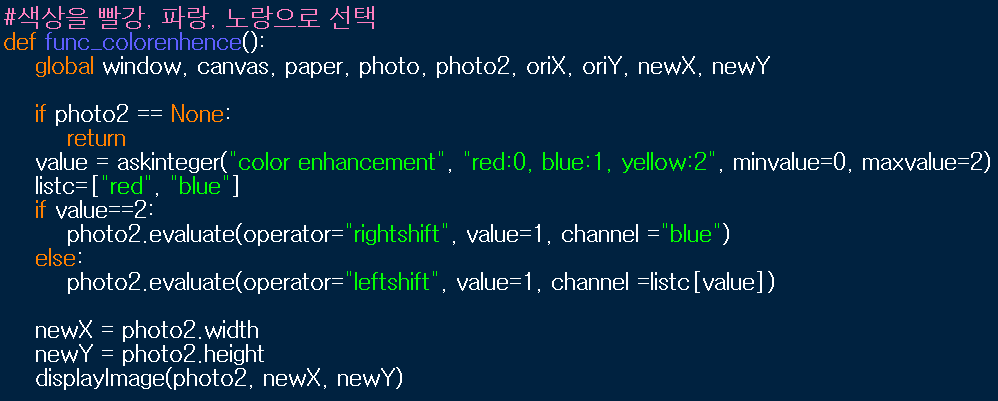 #색상을 빨강, 파랑, 노랑으로 선택
def func_colorenhence():
    global window, canvas, paper, photo, photo2, oriX, oriY, newX, newY

    if photo2 == None:
        return
    value = askinteger("color enhancement", "red:0, blue:1, yellow:2", minvalue=0, maxvalue=2)
    listc=["red", "blue"]
    if value==2:
        photo2.evaluate(operator="rightshift", value=1, channel ="blue")
    else:
        photo2.evaluate(operator="leftshift", value=1, channel =listc[value])

    newX = photo2.width
    newY = photo2.height
    displayImage(photo2, newX, newY)